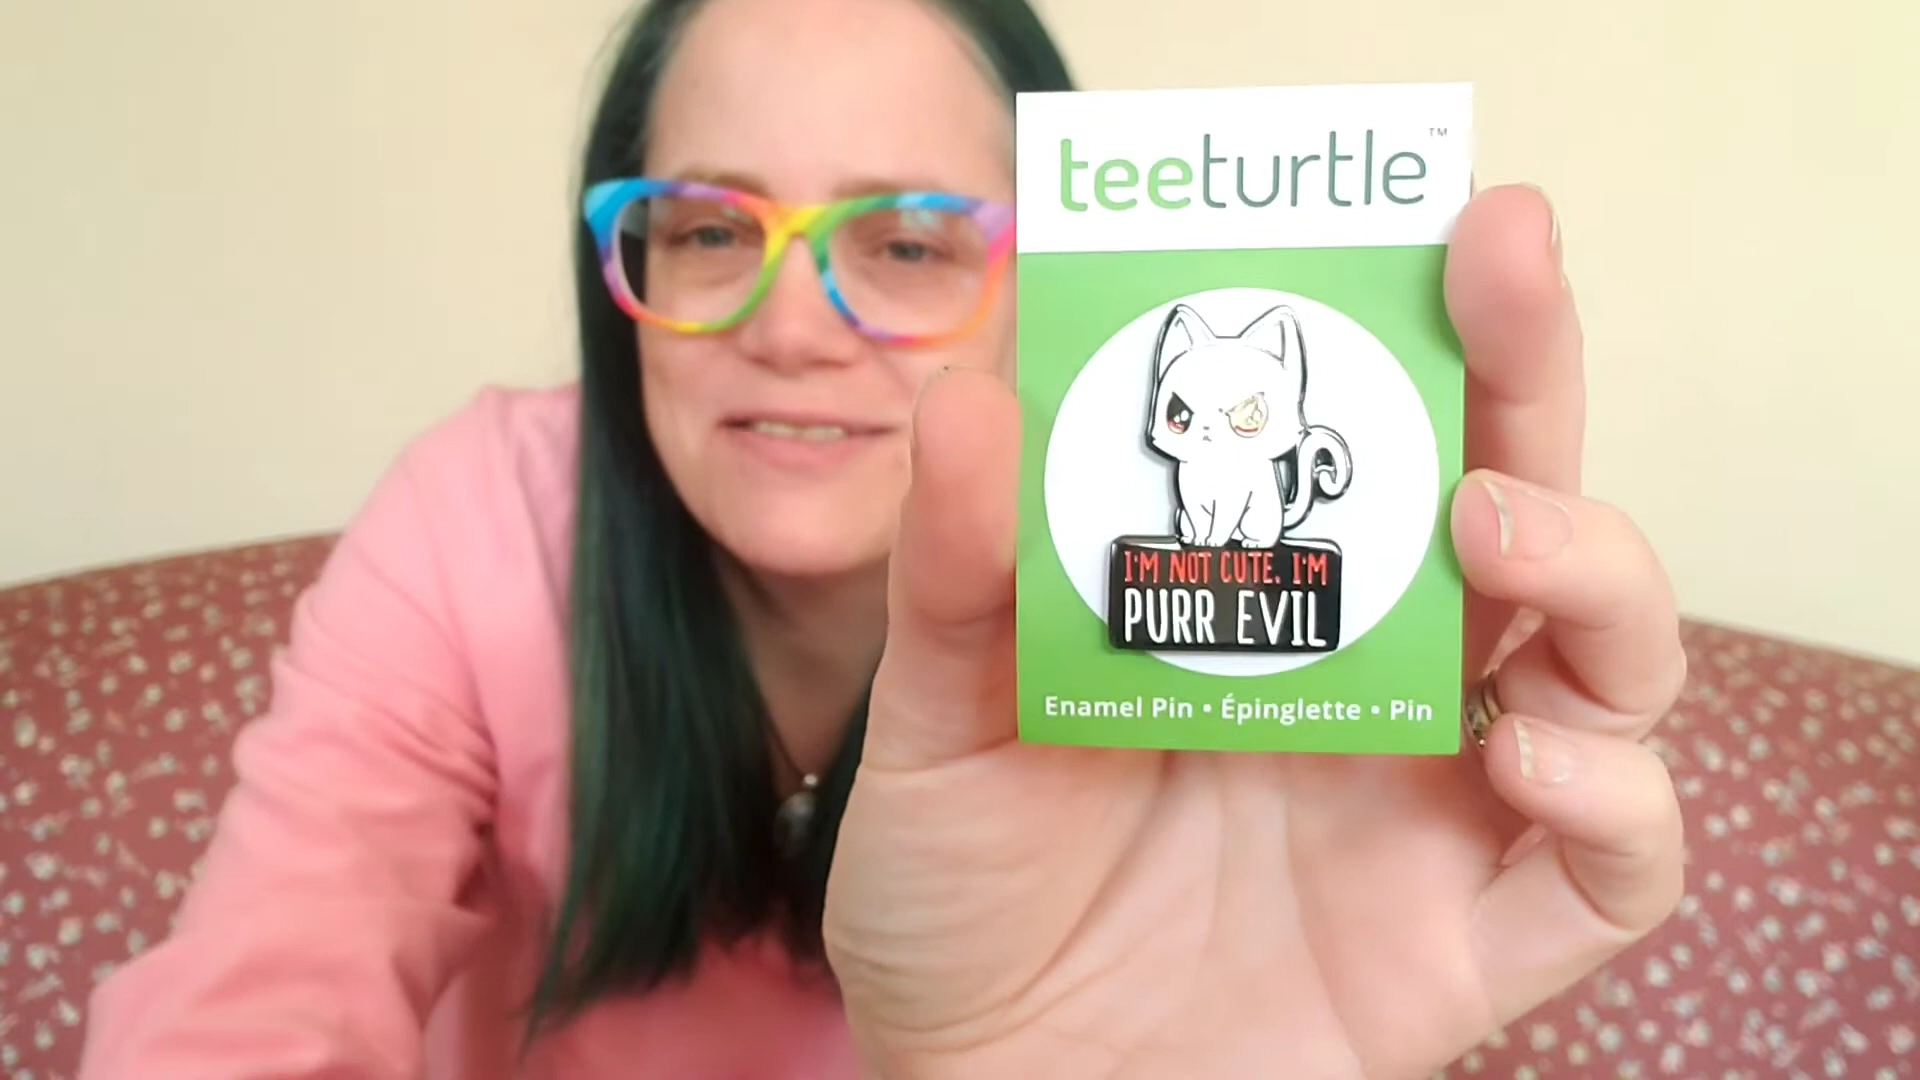 teeturtle™
I'M NOT CUTE. I'M
PURR EVIL
Enamel Pin • Épinglette • Pin